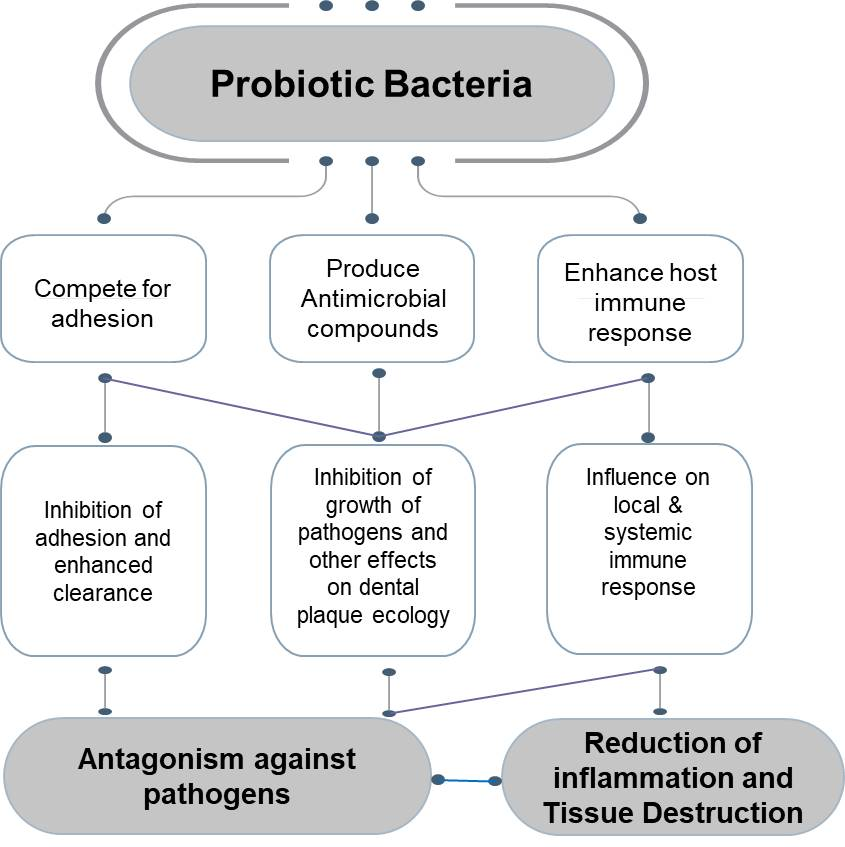 Probiotic Bacteria
Compete for
adhesion
Produce
Antimicrobial
compounds
Enhance host
immune
response
Inhibition of
adhesion and
enhanced
clearance
Inhibition of
growth of
pathogens and
other effects
on dental
plaque ecology
Influence on
local &
systemic
immune
response
Antagonism against
pathogens
Reduction of
inflammation and
Tissue Destruction